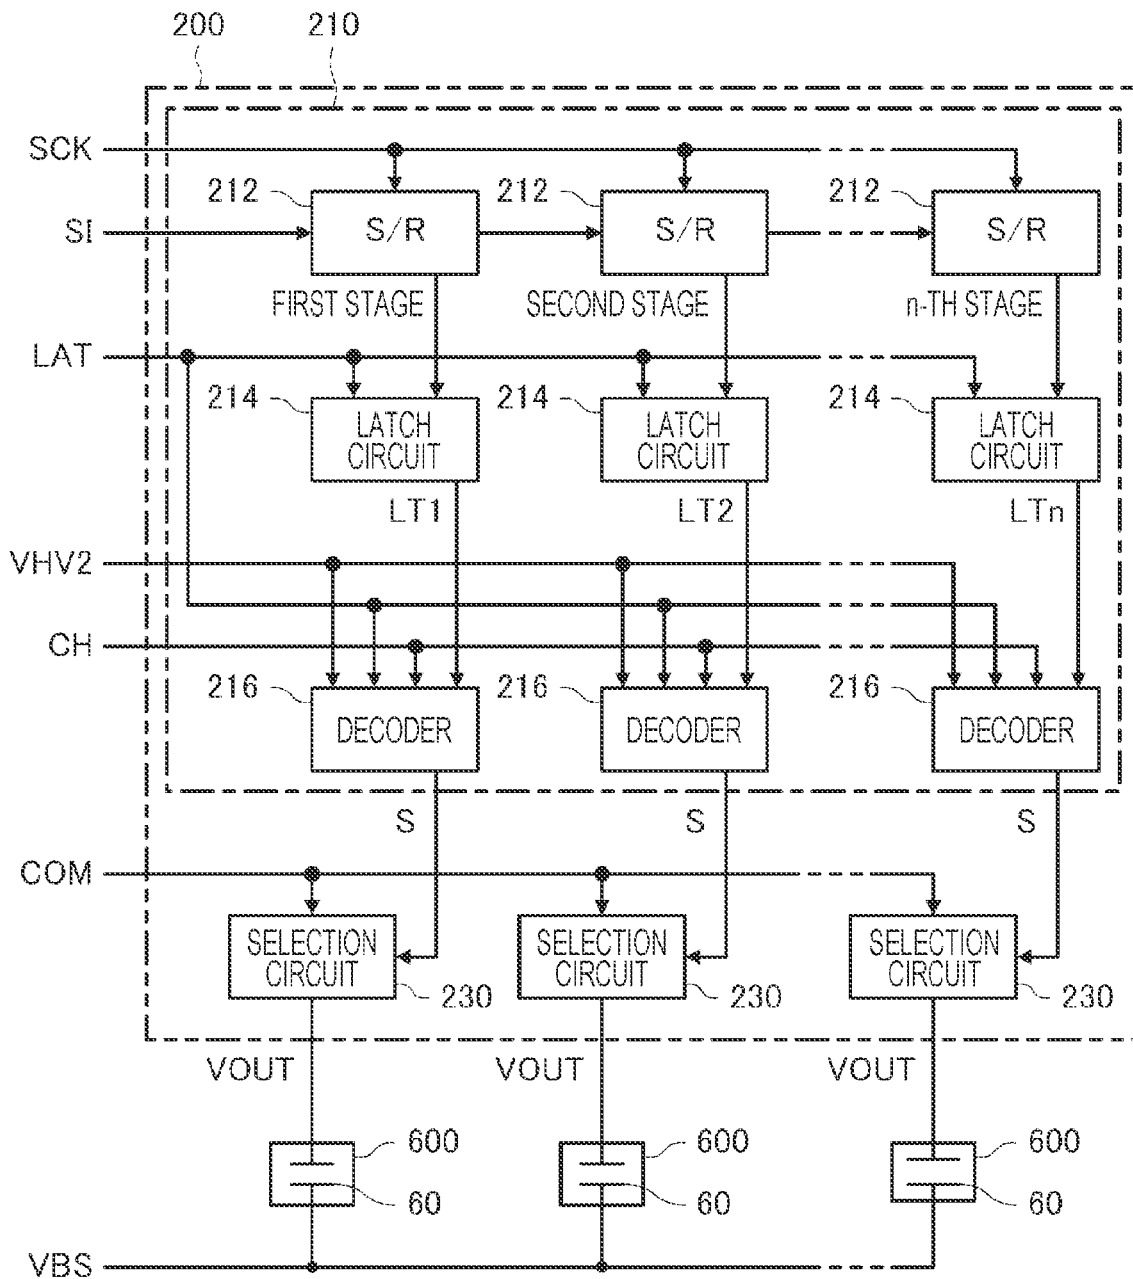 200 210
SCK
212 212 212
SI S/R S/R S/R
FIRST STAGE SECOND STAGE n-TH STAGE
LAT
214 214 214
LATCH CIRCUIT LATCH CIRCUIT LATCH CIRCUIT
LT1 LT2 LTn
VHV2
CH
216 216 216
DECODER DECODER DECODER
S S S
COM
SELECTION CIRCUIT SELECTION CIRCUIT SELECTION CIRCUIT
230 230 230
VOUT VOUT VOUT
600 600 600
60 60 60
VBS